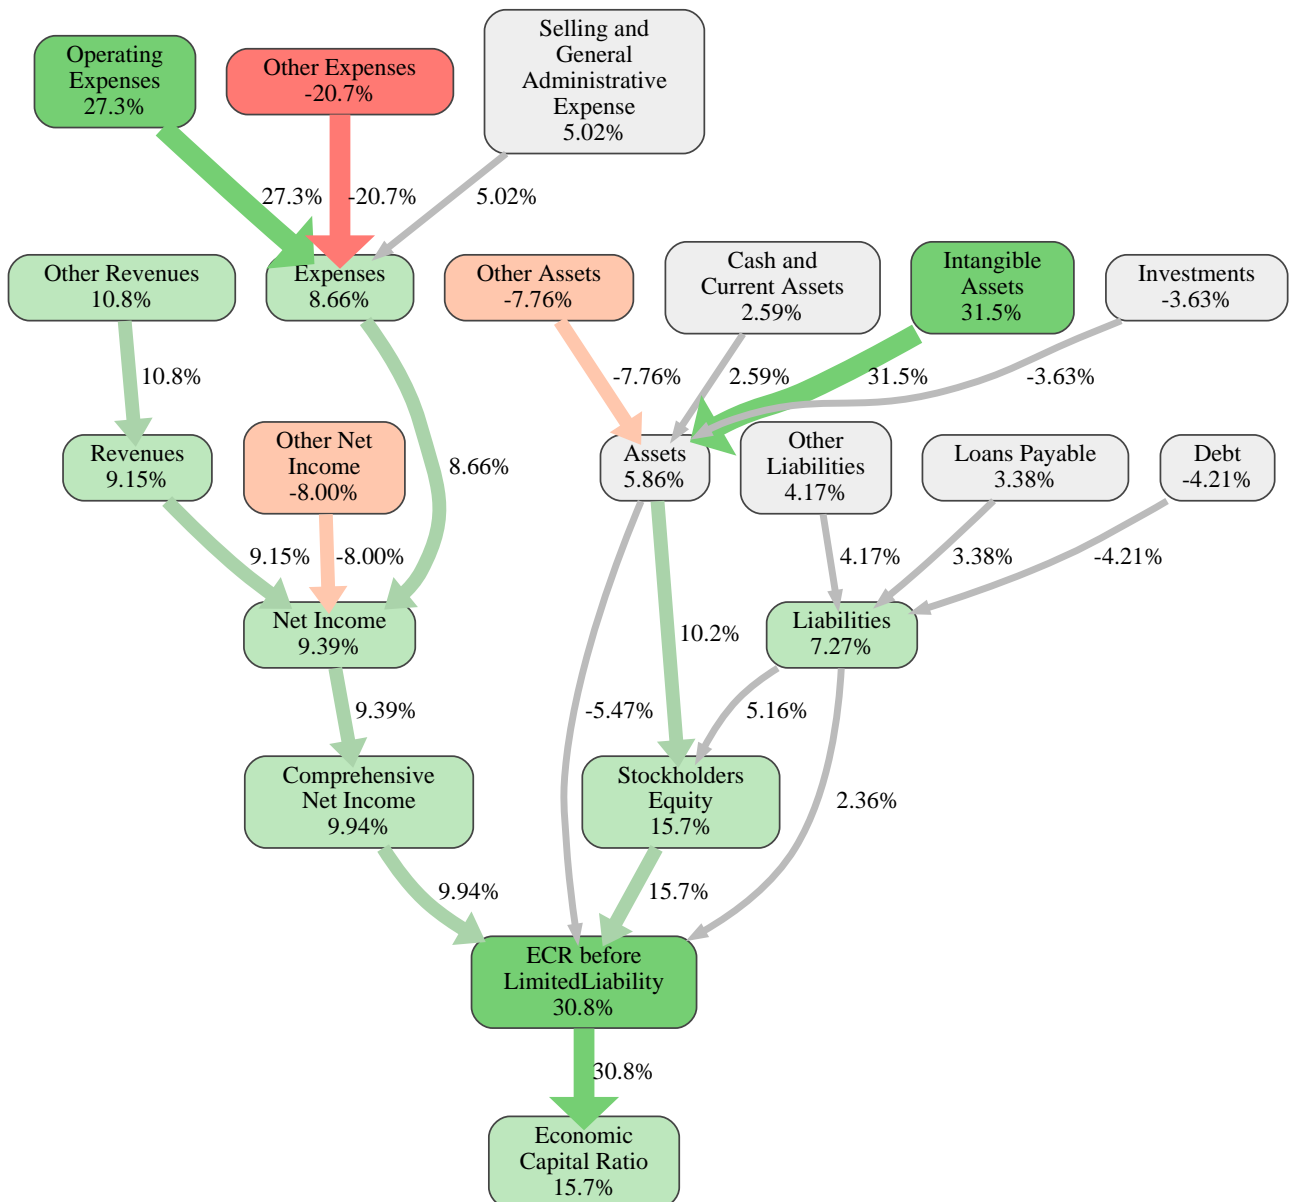 Operating
Expenses
27.3%
Other Expenses
-20.7%
Selling and
General
Administrative
Expense
5.02%
27.3%
-20.7%
5.02%
Other Revenues
10.8%
Expenses
8.66%
Other Assets
-7.76%
Cash and
Current Assets
2.59%
Intangible
Assets
31.5%
Investments
-3.63%
10.8%
-7.76%
2.59%
31.5%
-3.63%
Revenues
9.15%
Other Net
Income
-8.00%
8.66%
Assets
5.86%
Other
Liabilities
4.17%
Loans Payable
3.38%
Debt
-4.21%
9.15%
-8.00%
4.17%
3.38%
-4.21%
Net Income
9.39%
10.2%
Liabilities
7.27%
9.39%
-5.47%
5.16%
Comprehensive
Net Income
9.94%
Stockholders
Equity
15.7%
2.36%
9.94%
15.7%
ECR before
LimitedLiability
30.8%
30.8%
Economic
Capital Ratio
15.7%